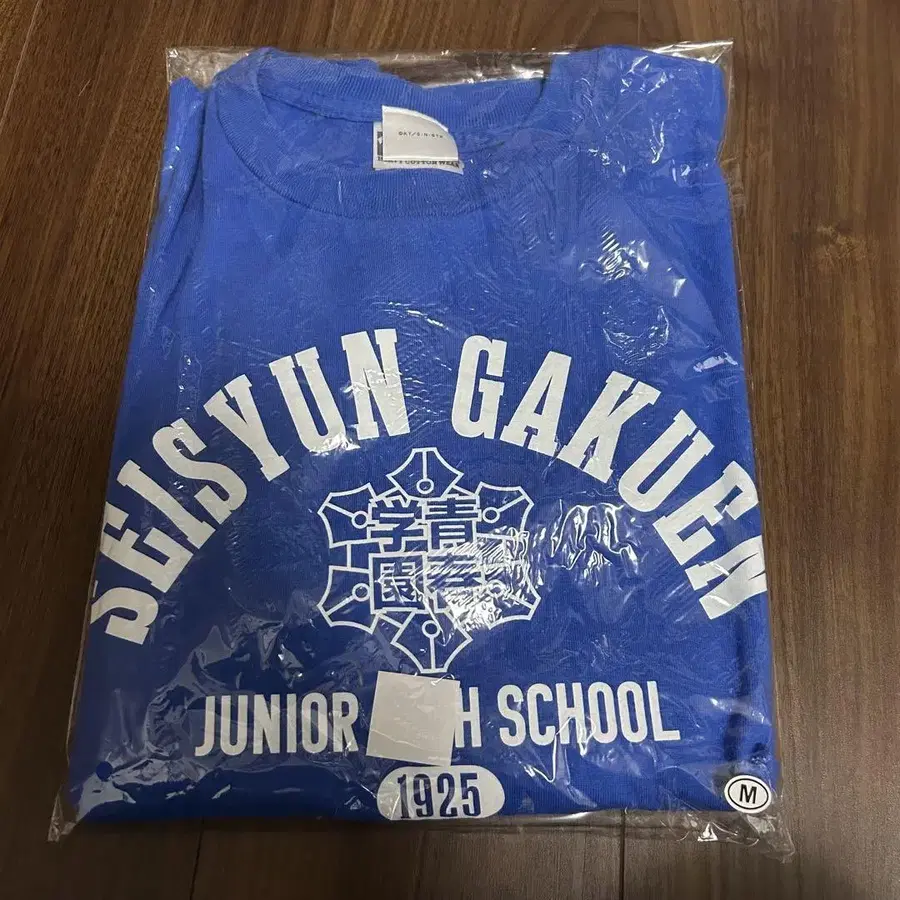 SEISYUN GAKUEN
学青
園春
JUNIOR H SCHOOL
1925
M